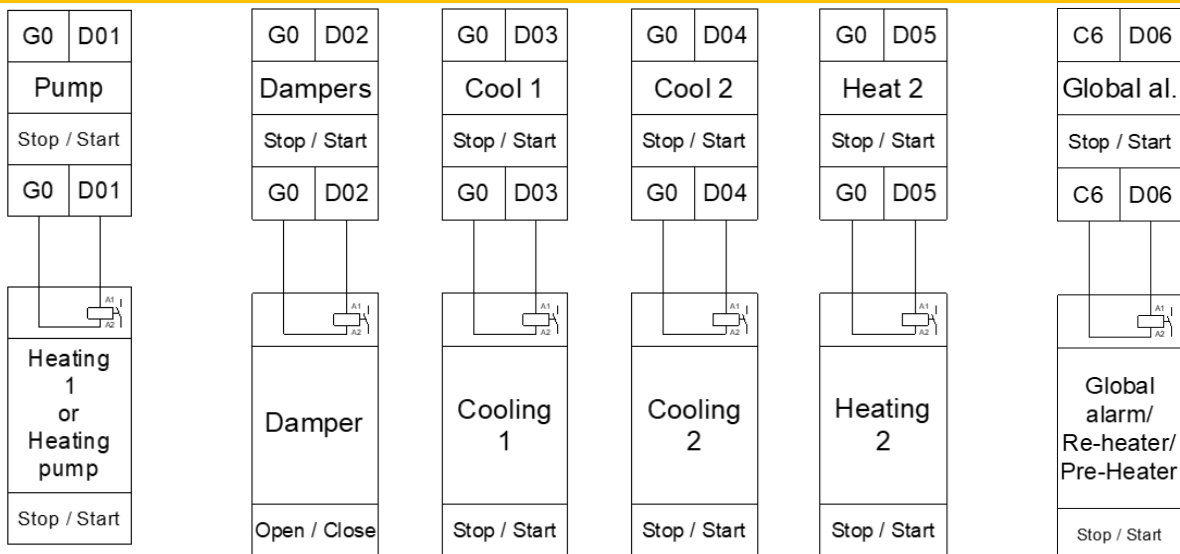 G0 D01
Pump
Stop / Start
G0 D01
A1
A2
Heating
1
or
Heating
pump
Stop / Start
G0 D02
Dampers
Stop / Start
G0 D02
A1
A2
Damper
Open / Close
G0 D03
Cool 1
Stop / Start
G0 D03
A1
A2
Cooling
1
Stop / Start
G0 D04
Cool 2
Stop / Start
G0 D04
A1
A2
Cooling
2
Stop / Start
G0 D05
Heat 2
Stop / Start
G0 D05
A1
A2
Heating
2
Stop / Start
C6 D06
Global al.
Stop / Start
C6 D06
A1
A2
Global
alarm/
Re-heater/
Pre-Heater
Stop / Start